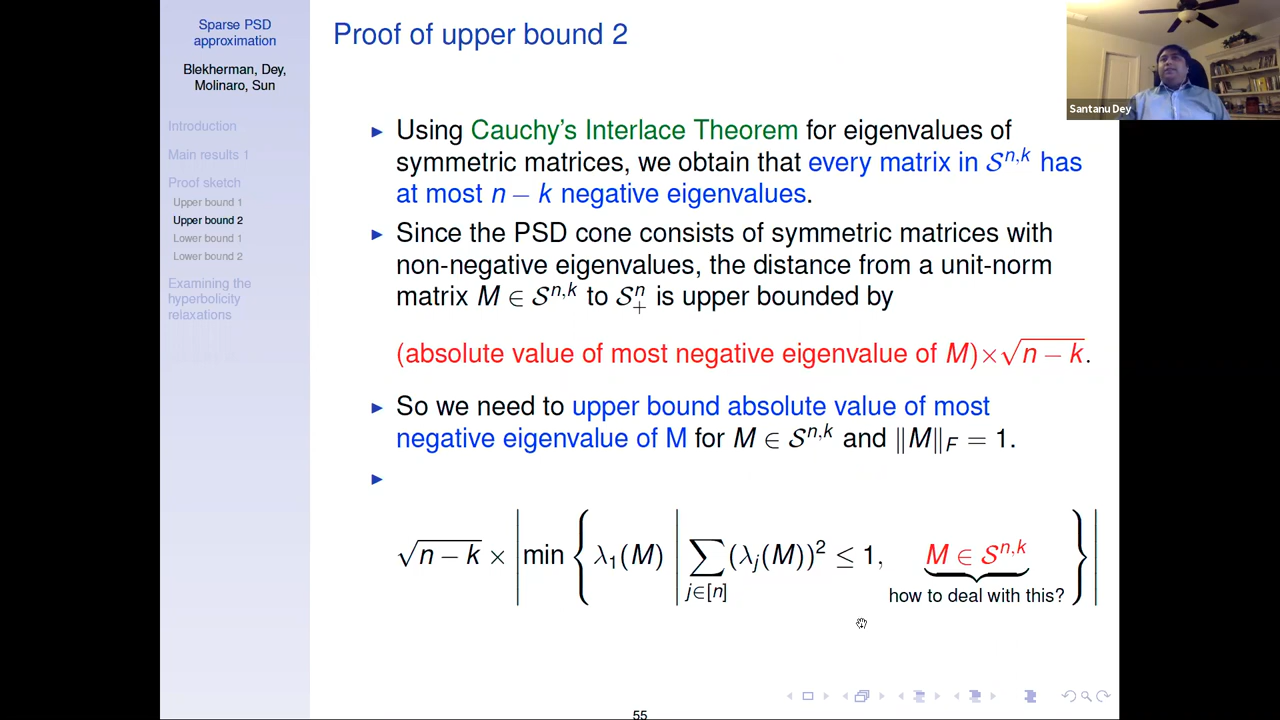 Sparse PSD
approximation
Blekherman, Dey,
Molinaro, Sun
Introduction
Main results 1
Proof sketch
Upper bound 1
Upper bound 2
Lower bound 1
Lower bound 2
Examining the
hyperbolicity
relaxations
Proof of upper bound 2
▶ Using Cauchy's Interlace Theorem for eigenvalues of
symmetric matrices, we obtain that every matrix in 𝒮^{n,k} has
at most n − k negative eigenvalues.
▶ Since the PSD cone consists of symmetric matrices with
non-negative eigenvalues, the distance from a unit-norm
matrix M ∈ 𝒮^{n,k} to 𝒮^n_+ is upper bounded by
(absolute value of most negative eigenvalue of M)×√(n − k).
▶ So we need to upper bound absolute value of most
negative eigenvalue of M for M ∈ 𝒮^{n,k} and ‖M‖_F = 1.
▶
√(n − k) × |min { λ_1(M) | ∑_{j∈[n]} (λ_j(M))^2 ≤ 1, M ∈ 𝒮^{n,k} }|
how to deal with this?
55
Santanu Dey